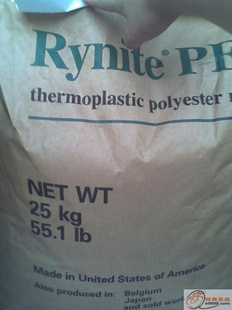 Rynite® PE
thermoplastic polyester
NET WT
25 kg
55.1 lb
Made in United States of America
Also produced in: Belgium
Japan
and sold